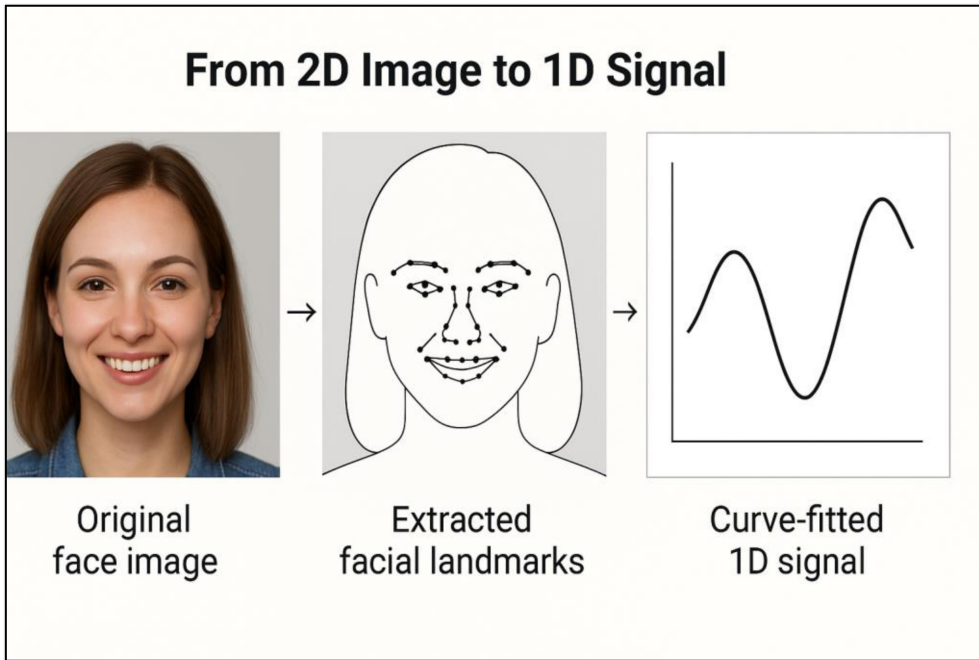 From 2D Image to 1D Signal
Original
face image
Extracted
facial landmarks
Curve-fitted
1D signal